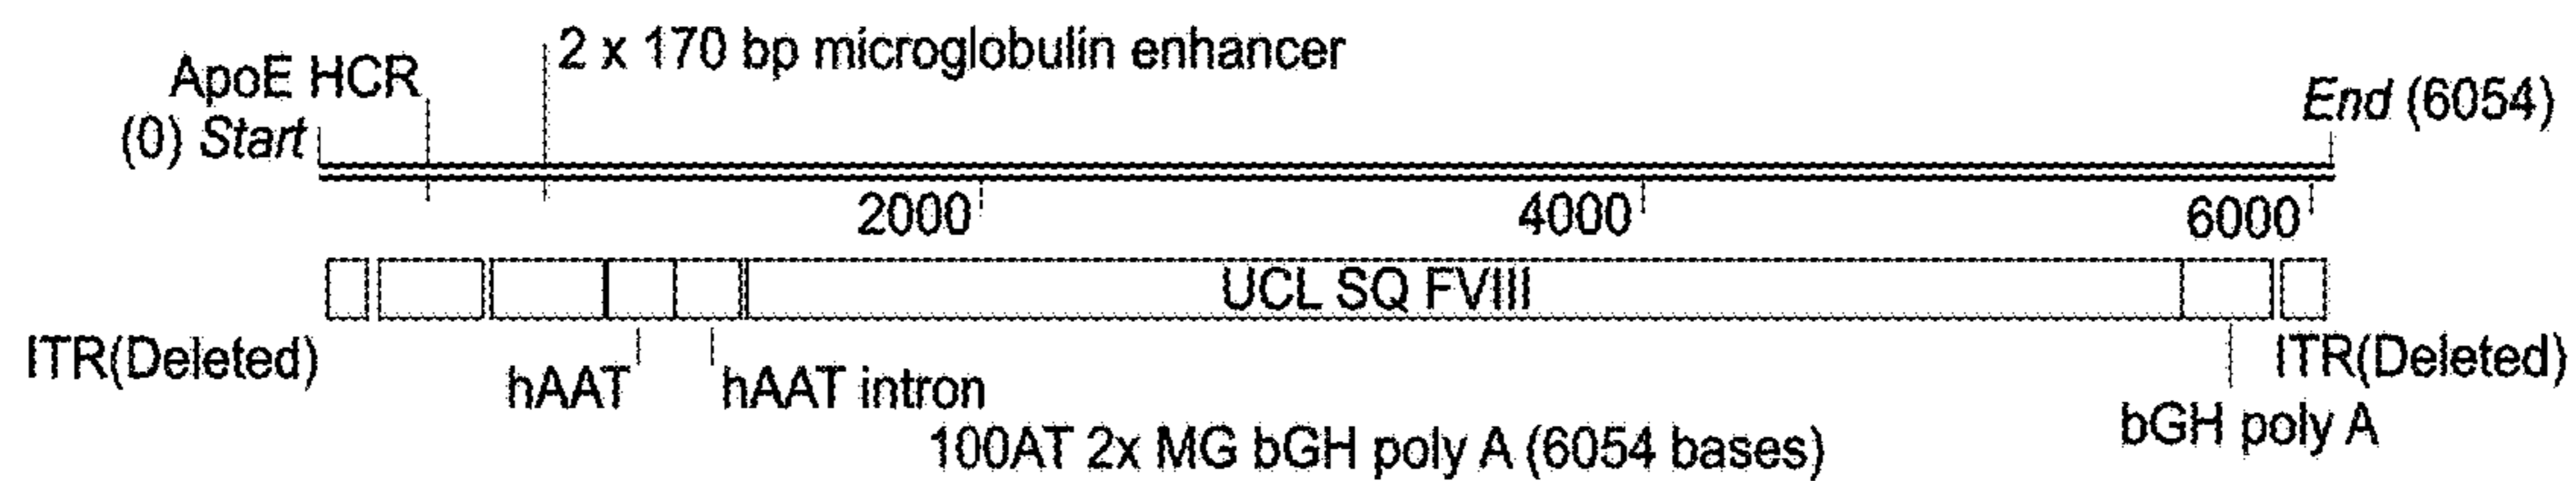 2 x 170 bp microglobulin enhancer
ApoE HCR
(0) Start
End (6054)
2000
4000
6000
UCL SQ FVIII
ITR(Deleted)
ITR(Deleted)
hAAT
hAAT intron
bGH poly A
100AT 2x MG bGH poly A (6054 bases)